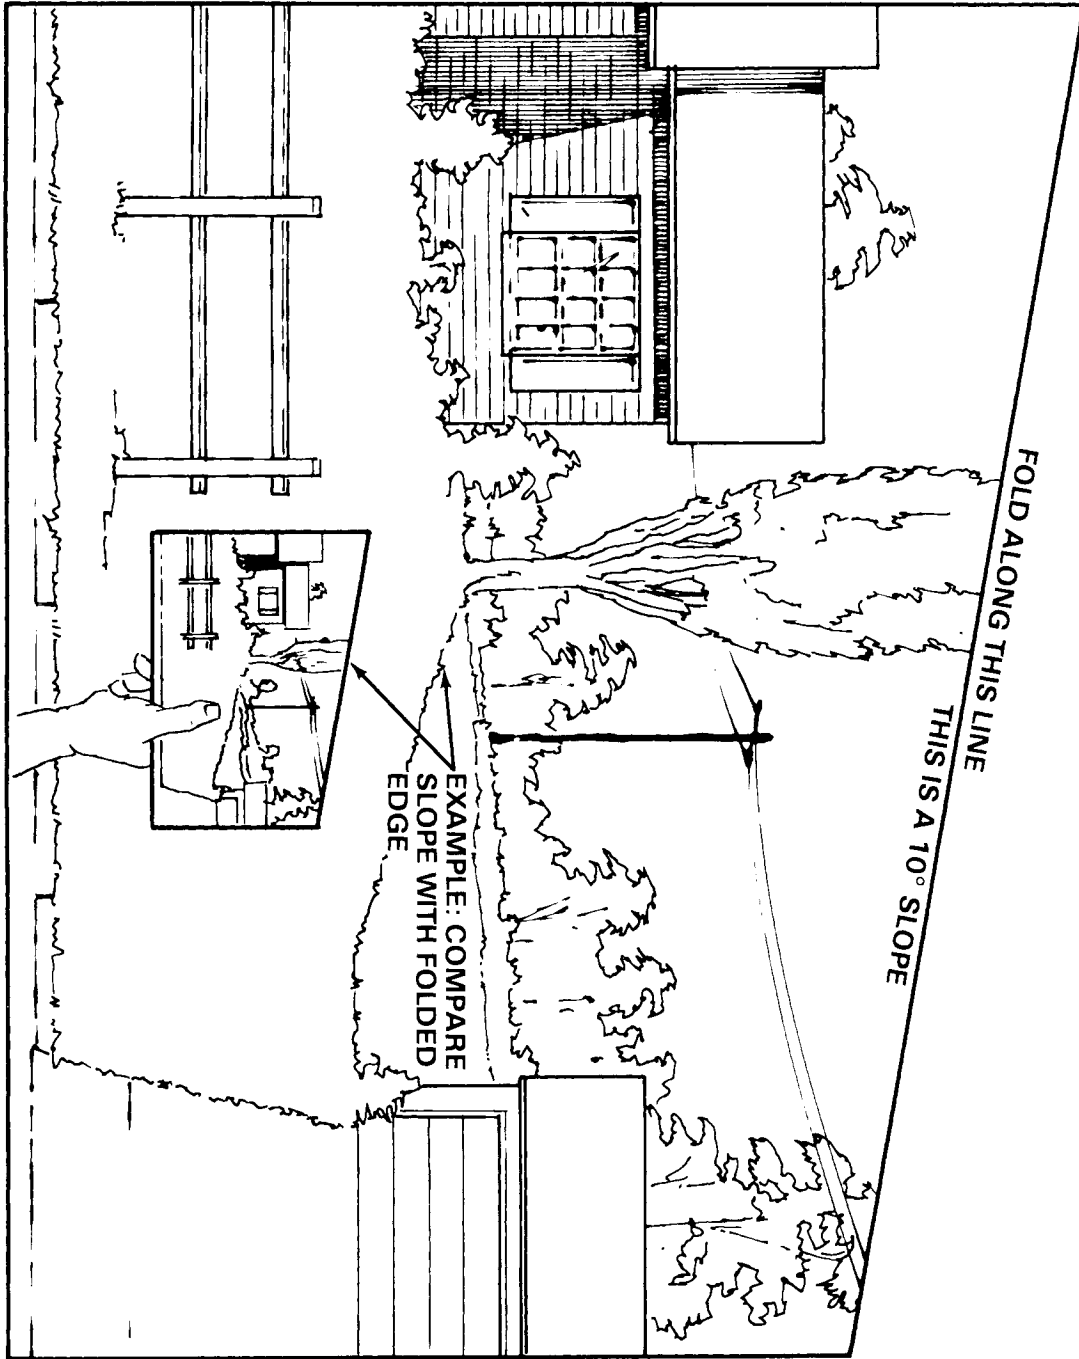 FOLD ALONG THIS LINE
THIS IS A 10° SLOPE
EXAMPLE: COMPARE
SLOPE WITH FOLDED
EDGE